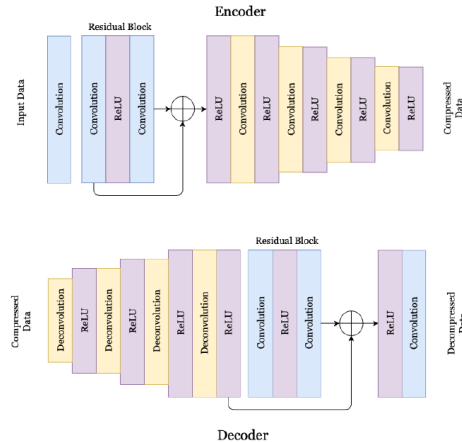 Encoder
Residual Block
Input Data
Convolution
Convolution
ReLU
Convolution
ReLU
Convolution
ReLU
Convolution
ReLU
Convolution
ReLU
Convolution
ReLU
Compressed
Data
Residual Block
Compressed
Data
Deconvolution
ReLU
Deconvolution
ReLU
Deconvolution
ReLU
Deconvolution
ReLU
Convolution
ReLU
Convolution
ReLU
Convolution
Decompressed
Data
Decoder